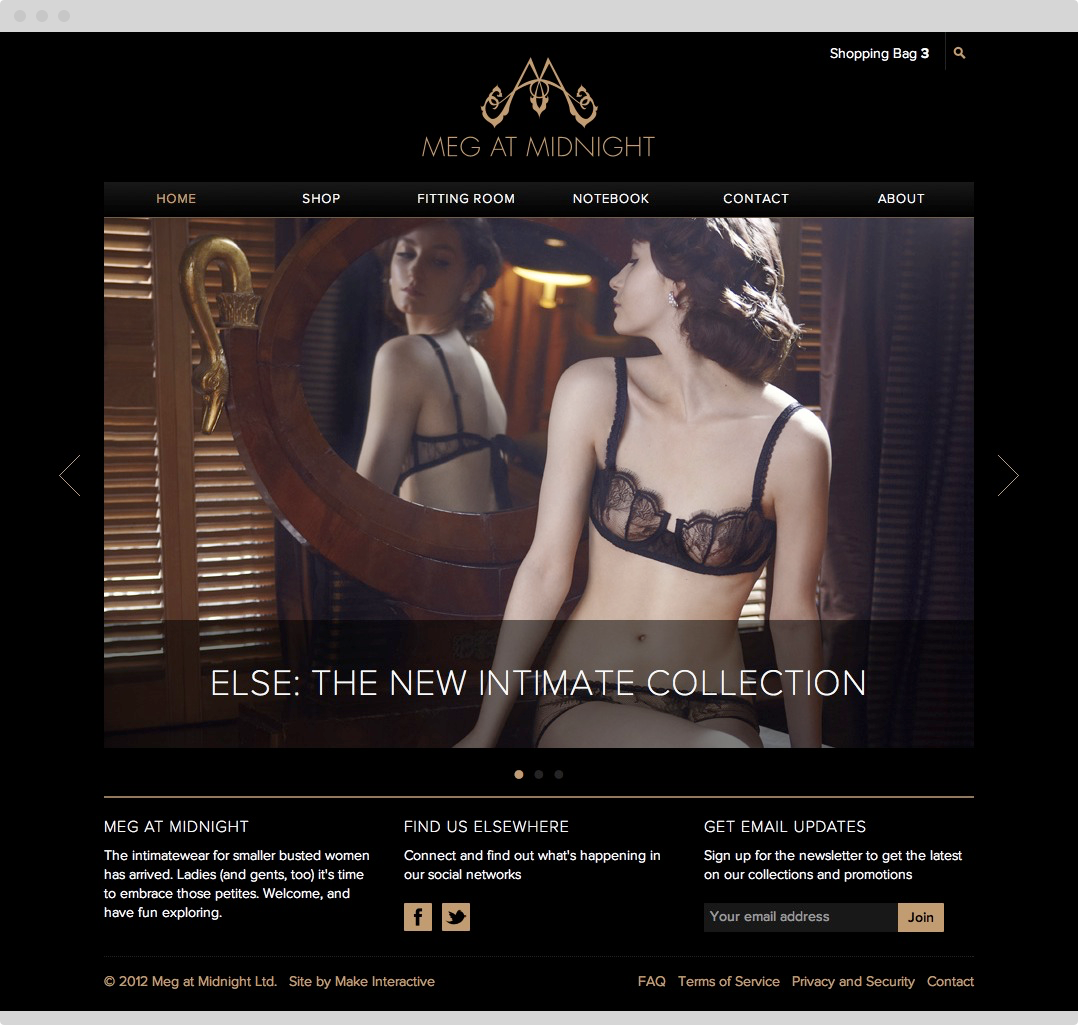 Shopping Bag 3
MEG AT MIDNIGHT
HOME SHOP FITTING ROOM NOTEBOOK CONTACT ABOUT
ELSE: THE NEW INTIMATE COLLECTION
MEG AT MIDNIGHT
The intimatewear for smaller busted women
has arrived. Ladies (and gents, too) it's time
to embrace those petites. Welcome, and
have fun exploring.
FIND US ELSEWHERE
Connect and find out what's happening in
our social networks
GET EMAIL UPDATES
Sign up for the newsletter to get the latest
on our collections and promotions
Your email address Join
© 2012 Meg at Midnight Ltd. Site by Make Interactive
FAQ Terms of Service Privacy and Security Contact